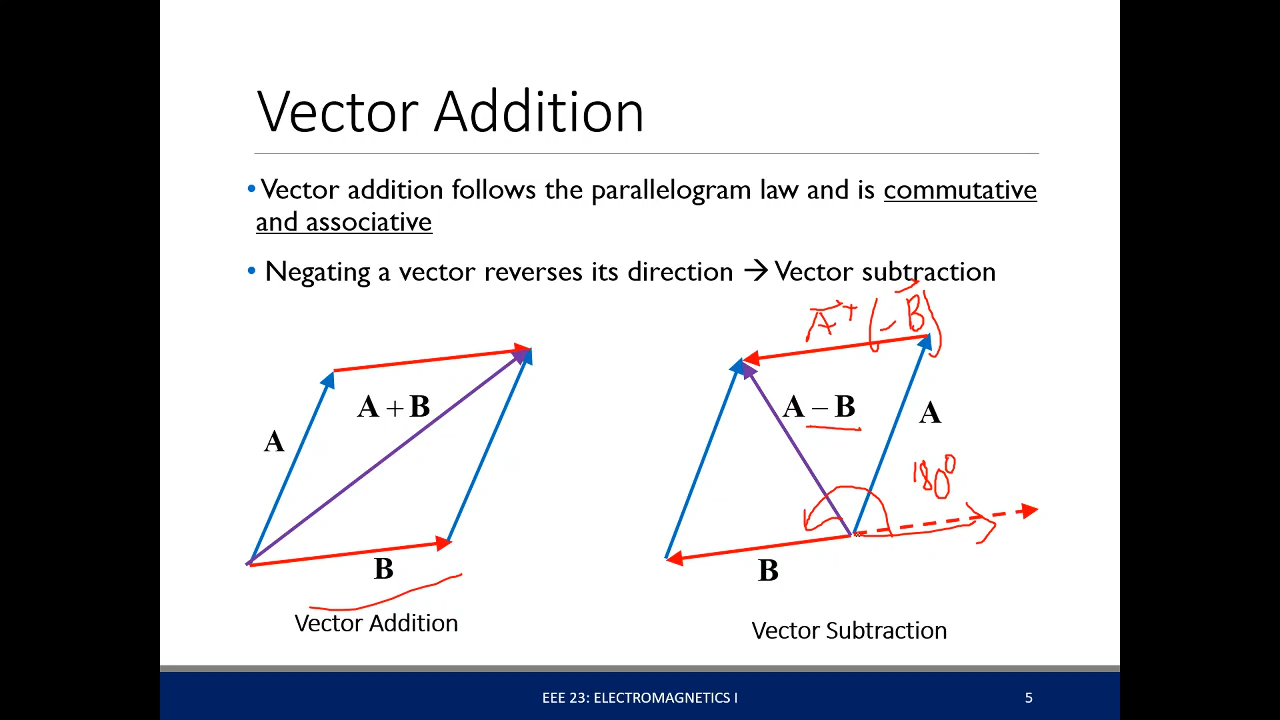 Vector Addition
• Vector addition follows the parallelogram law and is commutative
and associative
• Negating a vector reverses its direction → Vector subtraction
A + (-B)
A + B
A
B
Vector Addition
A − B
A
180°
B
Vector Subtraction
EEE 23: ELECTROMAGNETICS I
5